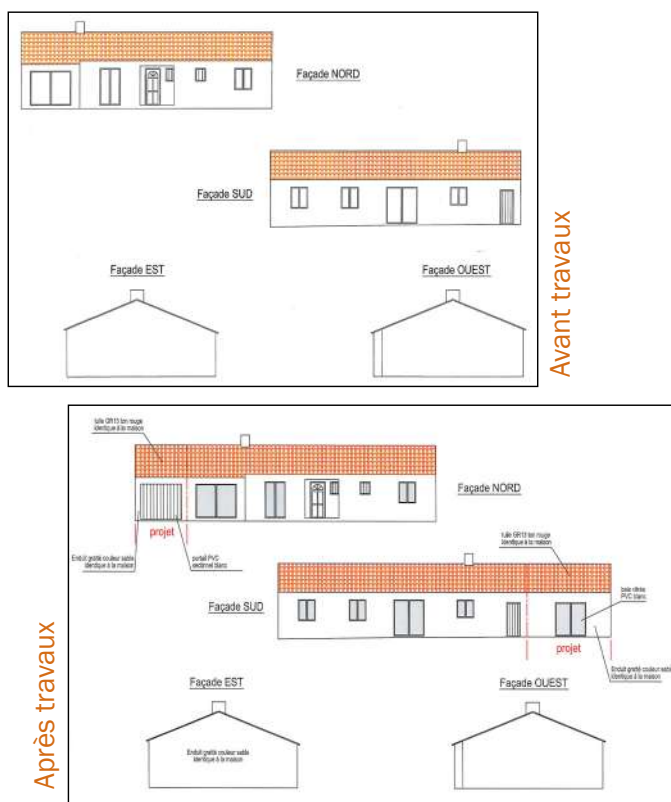 Façade NORD
Façade SUD
Façade EST
Façade OUEST
Avant travaux
tuile GR13 ton rouge
identique à la maison
Façade NORD
projet
Enduit gratté couleur sable
identique à la maison
portail PVC
sectionnel blanc
tuile GR13 ton rouge
identique à la maison
Façade SUD
baie vitrée
PVC blanc
projet
Enduit gratté couleur sable
identique à la maison
Façade EST
Façade OUEST
Enduit gratté couleur sable
identique à la maison
Après travaux